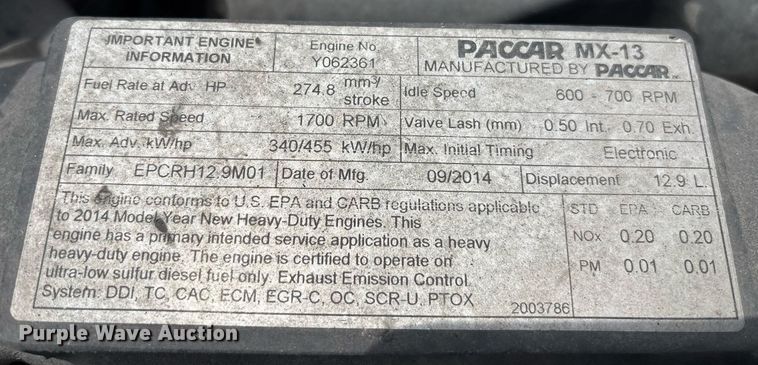 IMPORTANT ENGINE INFORMATION
Engine No. Y062361
PACCAR MX-13
MANUFACTURED BY PACCAR INC
Fuel Rate at Adv. HP 274.8 mm³/stroke
Idle Speed 600 - 700 RPM
Max. Rated Speed 1700 RPM
Valve Lash (mm) 0.50 Int. 0.70 Exh.
Max. Adv. kW/hp 340/455 kW/hp
Max. Initial Timing Electronic
Family EPCRH12.9M01
Date of Mfg. 09/2014
Displacement 12.9 L.
This engine conforms to U.S. EPA and CARB regulations applicable
to 2014 Model Year New Heavy-Duty Engines. This
engine has a primary intended service application as a heavy
heavy-duty engine. The engine is certified to operate on
ultra-low sulfur diesel fuel only. Exhaust Emission Control
System: DDI, TC, CAC, ECM, EGR-C, OC, SCR-U, PTOX
2003786
STD EPA CARB
NOx 0.20 0.20
PM 0.01 0.01
Purple Wave Auction